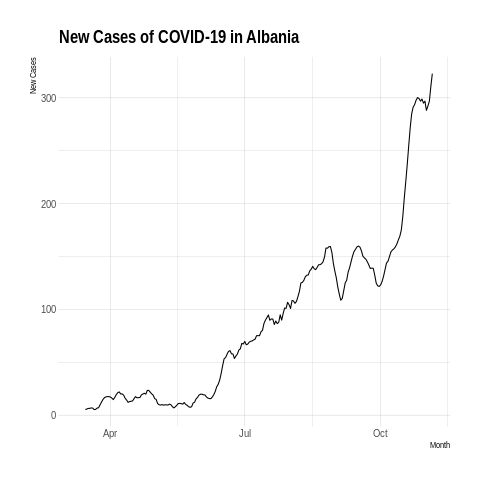 New Cases of COVID-19 in Albania
New Cases
300
200
100
0
Apr Jul Oct
Month